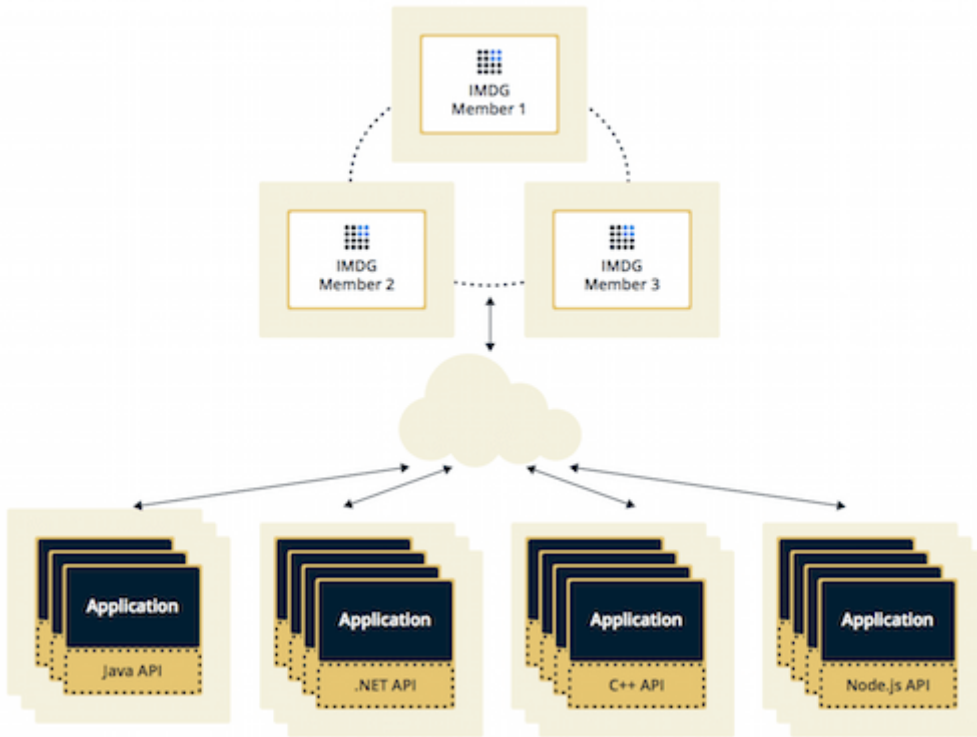 IMDG
Member 1
IMDG
Member 2
IMDG
Member 3
Application
Java API
Application
.NET API
Application
C++ API
Application
Node.js API